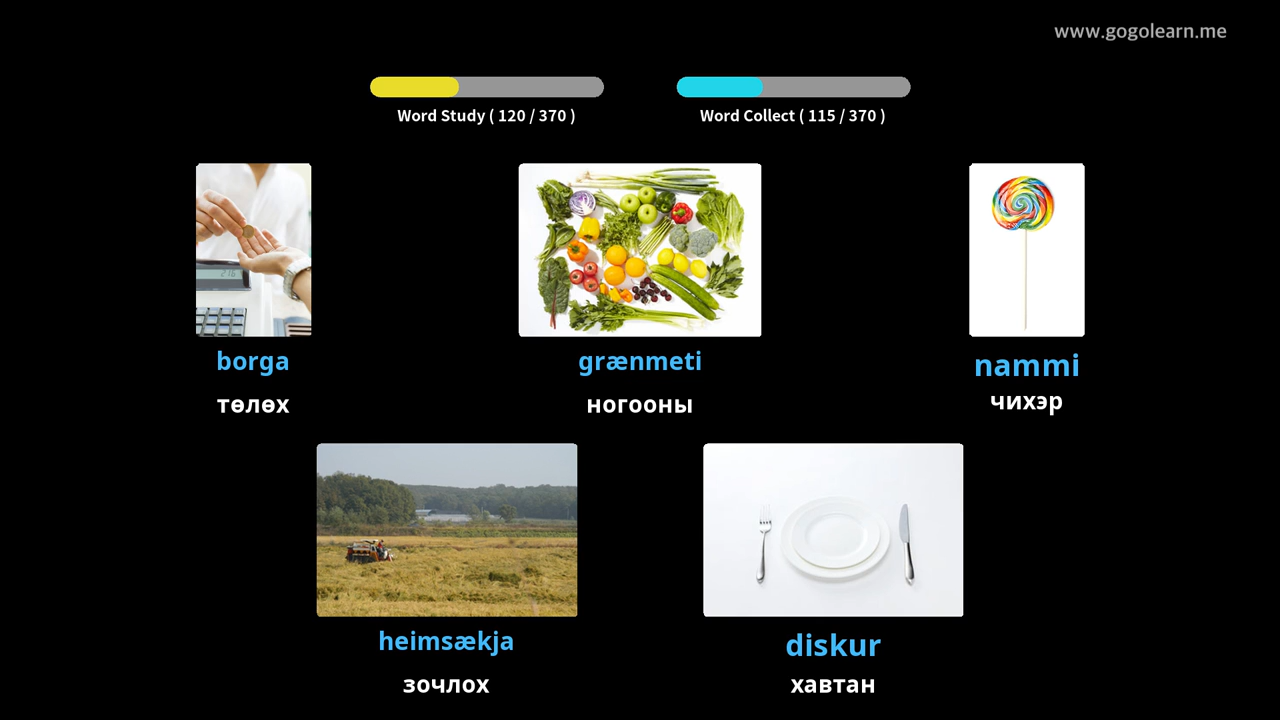 www.gogolearn.me
Word Study ( 120 / 370 )
Word Collect ( 115 / 370 )
borga
төлөх
grænmeti
ногооны
nammi
чихэр
heimsækja
зочлох
diskur
хавтан